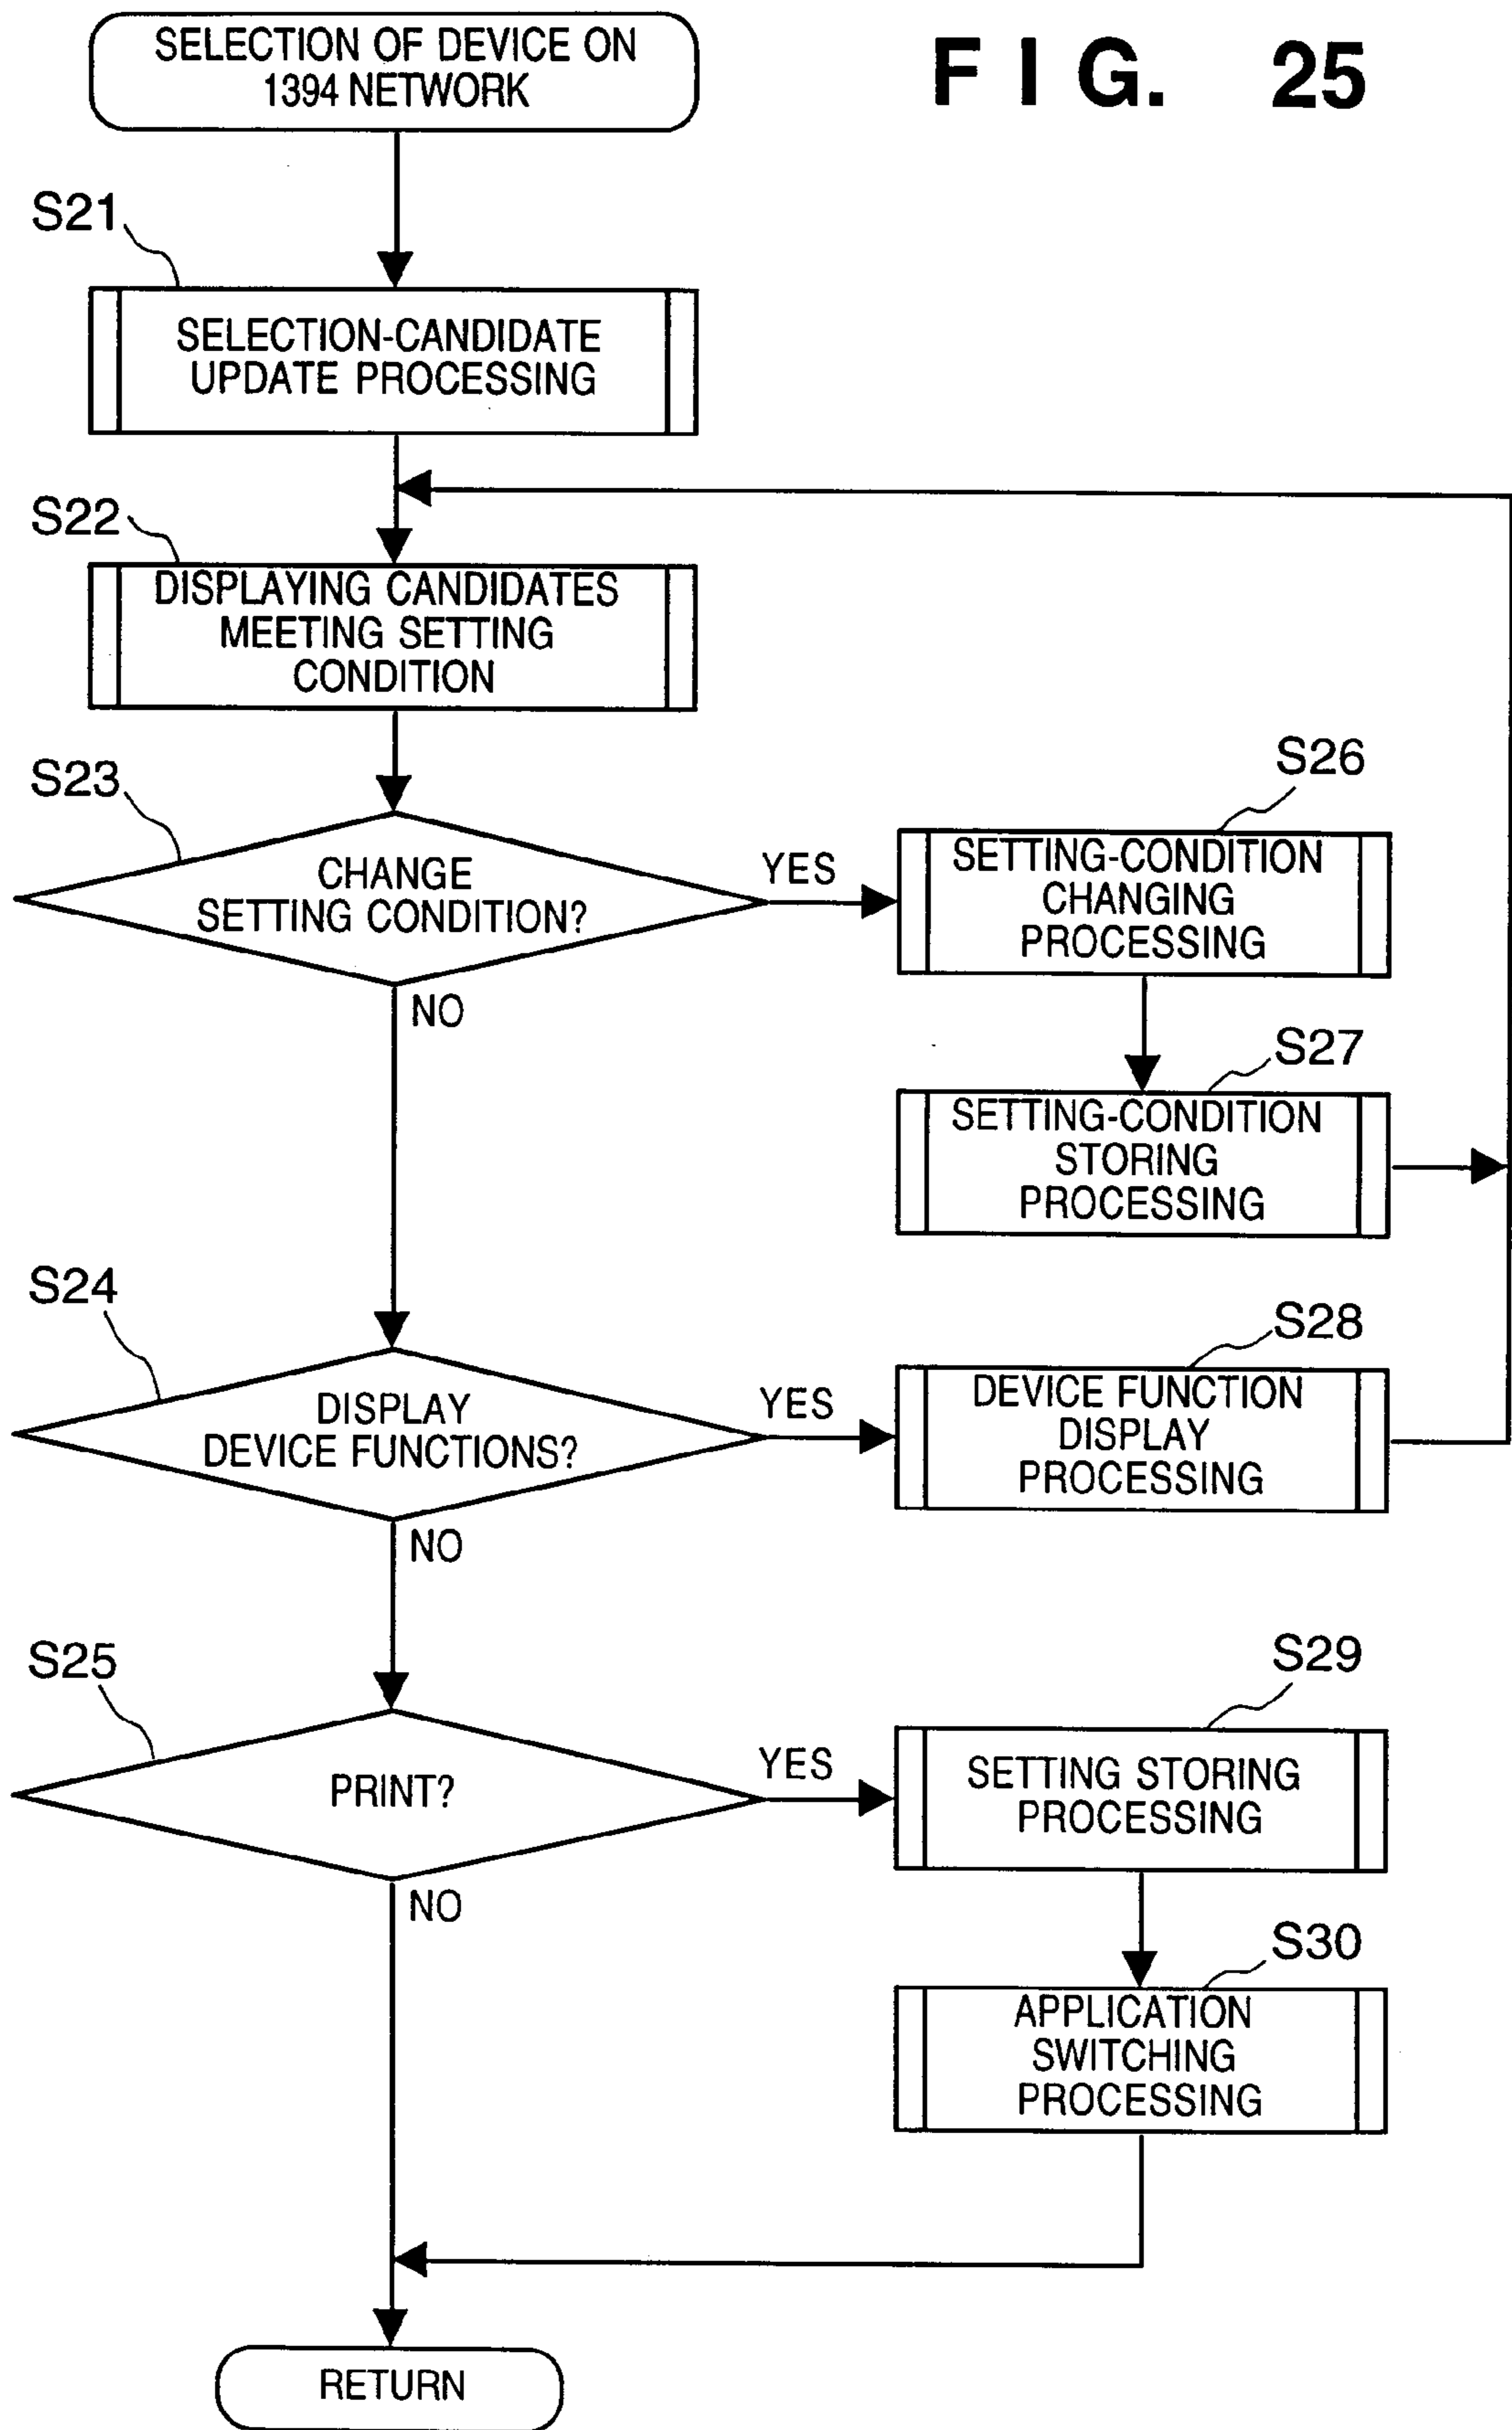 SELECTION OF DEVICE ON
1394 NETWORK
FIG. 25
S21
SELECTION-CANDIDATE
UPDATE PROCESSING
S22
DISPLAYING CANDIDATES
MEETING SETTING
CONDITION
S23
CHANGE
SETTING CONDITION?
YES
NO
S26
SETTING-CONDITION
CHANGING
PROCESSING
S27
SETTING-CONDITION
STORING
PROCESSING
S24
DISPLAY
DEVICE FUNCTIONS?
YES
NO
S28
DEVICE FUNCTION
DISPLAY
PROCESSING
S25
PRINT?
YES
NO
S29
SETTING STORING
PROCESSING
S30
APPLICATION
SWITCHING
PROCESSING
RETURN